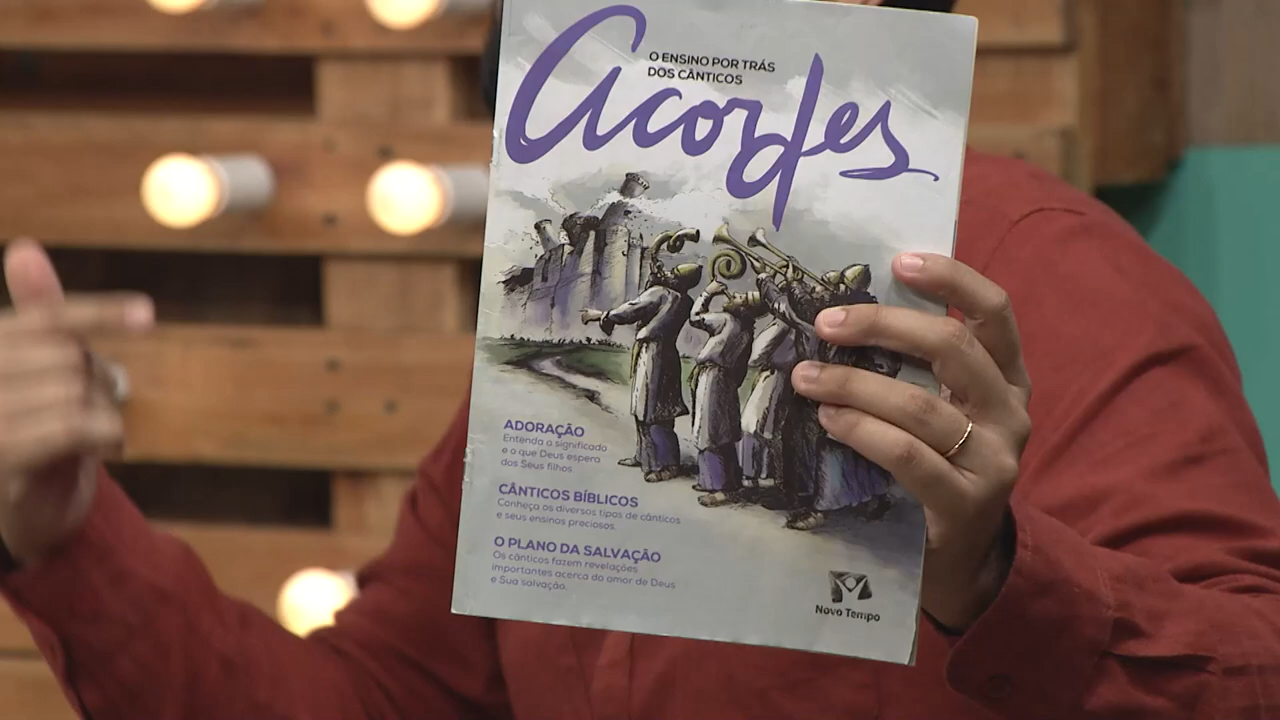 O ENSINO POR TRÁS
DOS CÂNTICOS
acordes
ADORAÇÃO
Entenda o significado
e o que Deus espera
dos Seus filhos.
CÂNTICOS BÍBLICOS
Conheça os diversos tipos de cânticos
e seus ensinos preciosos.
O PLANO DA SALVAÇÃO
Os cânticos fazem revelações
importantes acerca do amor de Deus
e Sua salvação.
Novo Tempo